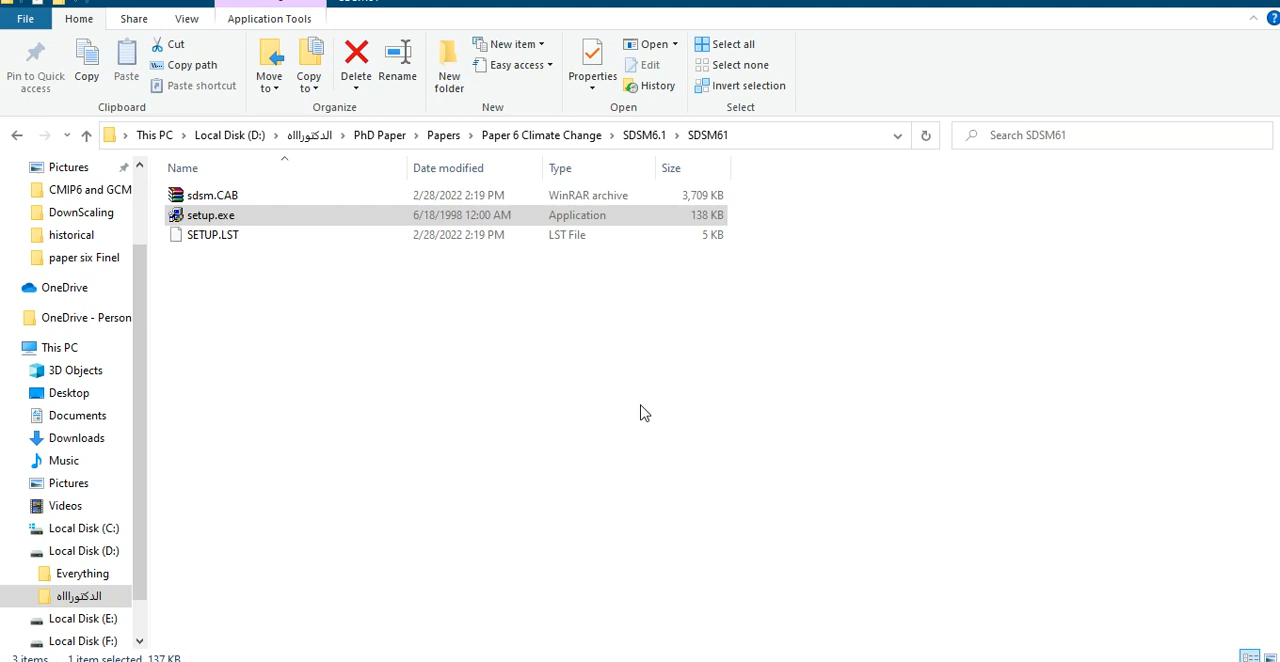 File Home Share View Application Tools
Pin to Quick access
Copy
Paste
Cut
Copy path
Paste shortcut
Clipboard
Move to
Copy to
Delete
Rename
Organize
New folder
New item
Easy access
New
Properties
Open
Edit
History
Open
Select all
Select none
Invert selection
Select
This PC > Local Disk (D:) > الدكتوراااه > PhD Paper > Papers > Paper 6 Climate Change > SDSM6.1 > SDSM61
Search SDSM61
Name Date modified Type Size
sdsm.CAB 2/28/2022 2:19 PM WinRAR archive 3,709 KB
setup.exe 6/18/1998 12:00 AM Application 138 KB
SETUP.LST 2/28/2022 2:19 PM LST File 5 KB
Pictures
CMIP6 and GCM
DownScaling
historical
paper six Finel
OneDrive
OneDrive - Person
This PC
3D Objects
Desktop
Documents
Downloads
Music
Pictures
Videos
Local Disk (C:)
Local Disk (D:)
Everything
الدكتوراااه
Local Disk (E:)
Local Disk (F:)
3 items 1 item selected 137 KB